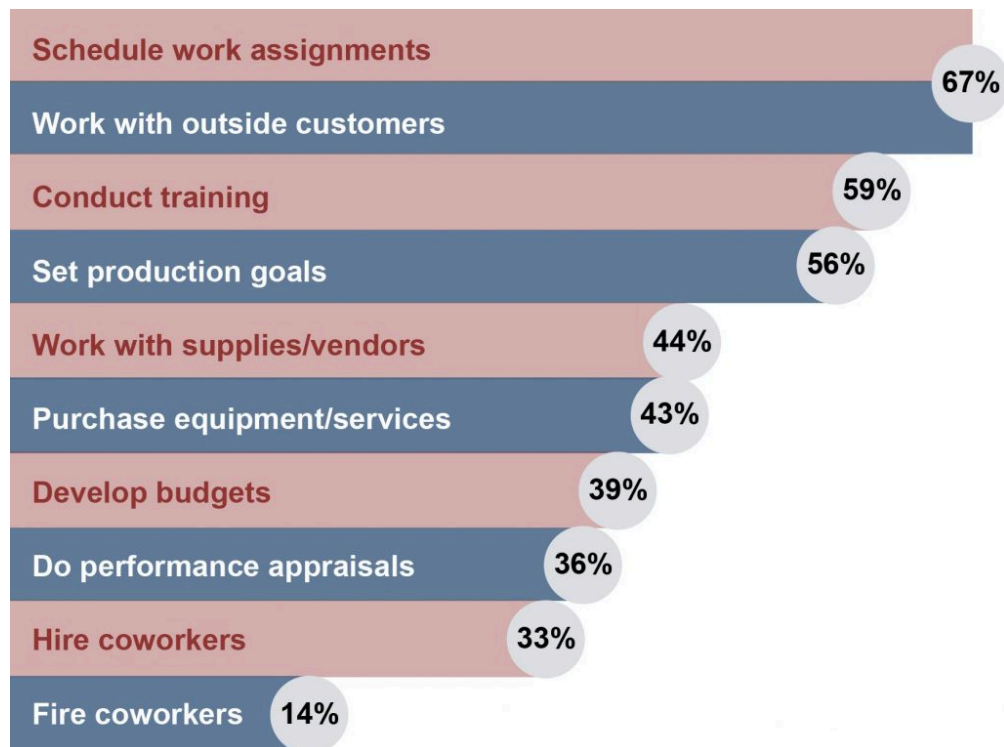 Schedule work assignments
67%
Work with outside customers
Conduct training
59%
Set production goals
56%
Work with supplies/vendors
44%
Purchase equipment/services
43%
Develop budgets
39%
Do performance appraisals
36%
Hire coworkers
33%
Fire coworkers
14%